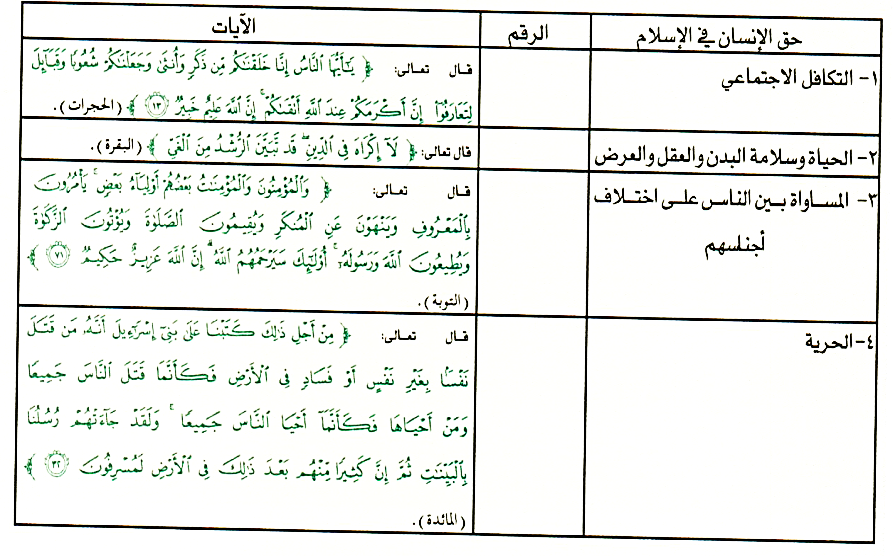 حق الإنسان في الإسلام	الرقم	الآيات
١- التكافل الاجتماعي
قال تعالى: ﴿ يَٰٓأَيُّهَا ٱلنَّاسُ إِنَّا خَلَقْنَٰكُم مِّن ذَكَرٍ وَأُنثَىٰ وَجَعَلْنَٰكُمْ شُعُوبًا وَقَبَآئِلَ
لِتَعَارَفُوٓا۟ ۚ إِنَّ أَكْرَمَكُمْ عِندَ ٱللَّهِ أَتْقَىٰكُمْ ۚ إِنَّ ٱللَّهَ عَلِيمٌ خَبِيرٌ ١٣ ﴾ (الحجرات).
٢- الحياة وسلامة البدن والعقل والعرض
قال تعالى: ﴿ لَآ إِكْرَاهَ فِى ٱلدِّينِ ۖ قَد تَّبَيَّنَ ٱلرُّشْدُ مِنَ ٱلْغَىِّ ﴾ (البقرة).
٣- المساواة بين الناس على اختلاف
أجناسهم
قال تعالى: ﴿ وَٱلْمُؤْمِنُونَ وَٱلْمُؤْمِنَٰتُ بَعْضُهُمْ أَوْلِيَآءُ بَعْضٍ ۚ يَأْمُرُونَ
بِٱلْمَعْرُوفِ وَيَنْهَوْنَ عَنِ ٱلْمُنكَرِ وَيُقِيمُونَ ٱلصَّلَوٰةَ وَيُؤْتُونَ ٱلزَّكَوٰةَ
وَيُطِيعُونَ ٱللَّهَ وَرَسُولَهُۥٓ ۚ أُو۟لَٰٓئِكَ سَيَرْحَمُهُمُ ٱللَّهُ ۗ إِنَّ ٱللَّهَ عَزِيزٌ حَكِيمٌ ٧١ ﴾
(التوبة).
٤- الحرية
قال تعالى: ﴿ مِنْ أَجْلِ ذَٰلِكَ كَتَبْنَا عَلَىٰ بَنِىٓ إِسْرَٰٓءِيلَ أَنَّهُۥ مَن قَتَلَ
نَفْسًۢا بِغَيْرِ نَفْسٍ أَوْ فَسَادٍ فِى ٱلْأَرْضِ فَكَأَنَّمَا قَتَلَ ٱلنَّاسَ جَمِيعًا
وَمَنْ أَحْيَاهَا فَكَأَنَّمَآ أَحْيَا ٱلنَّاسَ جَمِيعًا ۚ وَلَقَدْ جَآءَتْهُمْ رُسُلُنَا
بِٱلْبَيِّنَٰتِ ثُمَّ إِنَّ كَثِيرًا مِّنْهُم بَعْدَ ذَٰلِكَ فِى ٱلْأَرْضِ لَمُسْرِفُونَ ٣٢ ﴾
(المائدة).